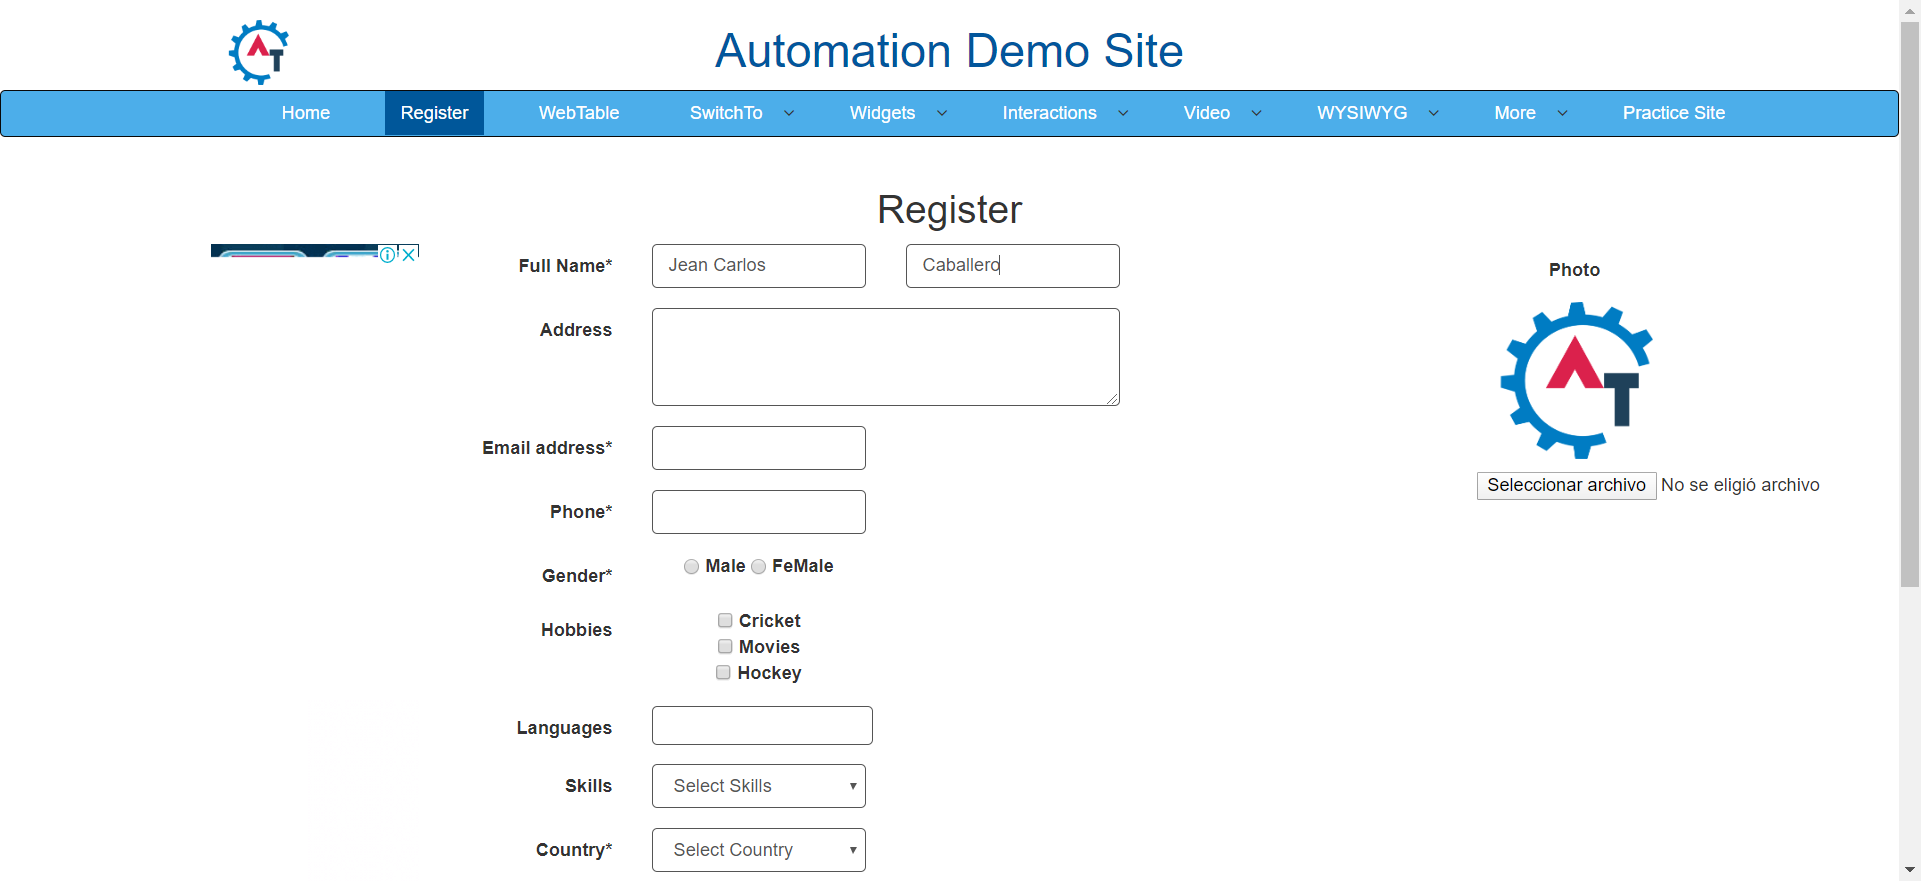 Automation Demo Site
Home Register WebTable SwitchTo Widgets Interactions Video WYSIWYG More Practice Site
Register
Full Name* Jean Carlos Caballero
Photo
Address
AT
Email address*
Seleccionar archivo No se eligió archivo
Phone*
Gender* Male FeMale
Hobbies Cricket
Movies
Hockey
Languages
Skills Select Skills
Country* Select Country